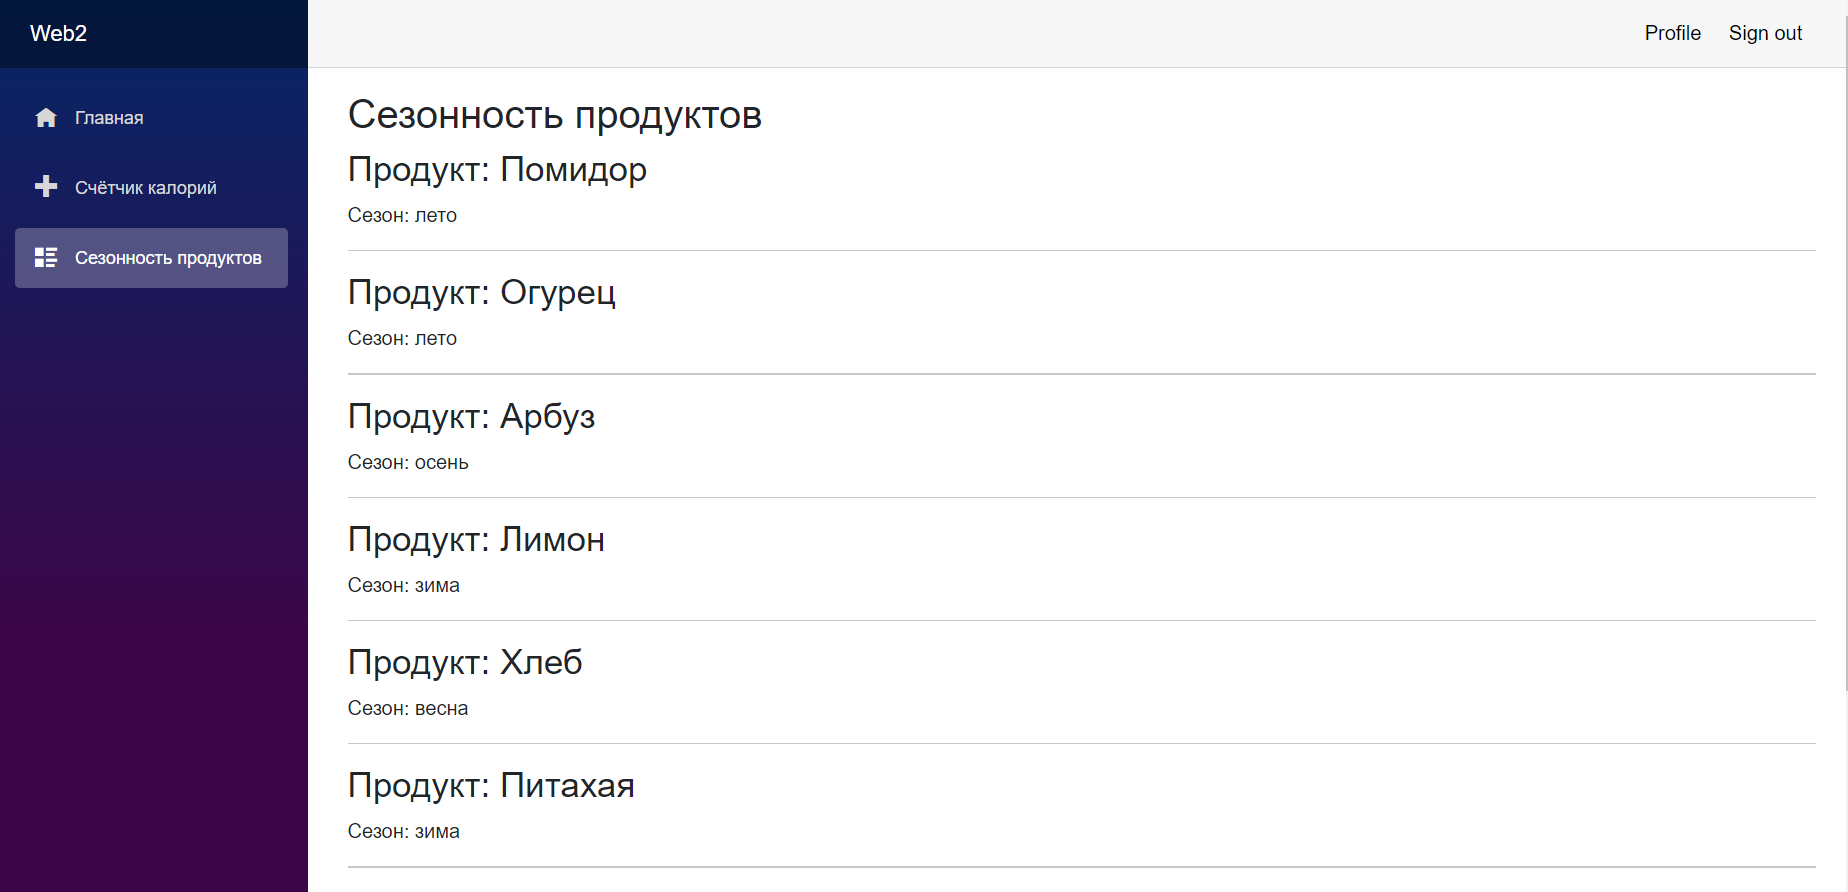 Web2
Profile Sign out
Главная
Счётчик калорий
Сезонность продуктов
Сезонность продуктов
Продукт: Помидор
Сезон: лето
Продукт: Огурец
Сезон: лето
Продукт: Арбуз
Сезон: осень
Продукт: Лимон
Сезон: зима
Продукт: Хлеб
Сезон: весна
Продукт: Питахая
Сезон: зима